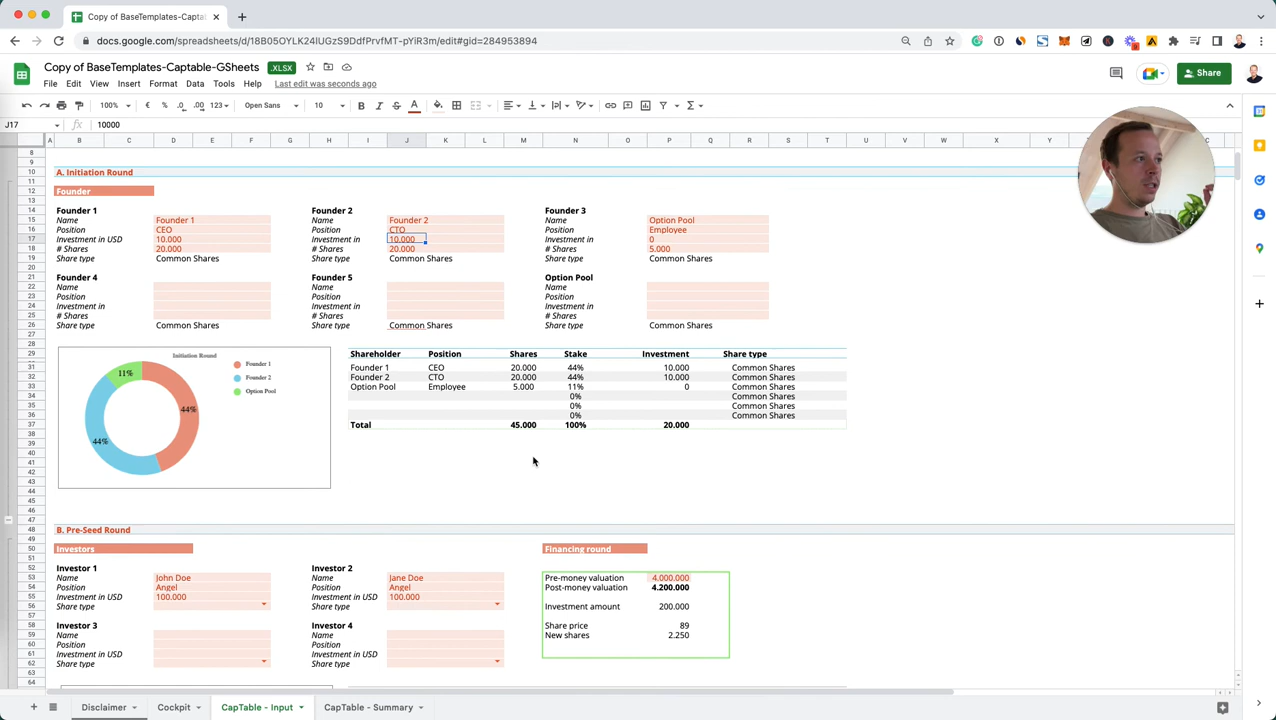 Copy of BaseTemplates-Captab
docs.google.com/spreadsheets/d/18B05OYLK24IUGzS9DdfPrvfMT-pYiR3m/edit#gid=284953894
Copy of BaseTemplates-Captable-GSheets .XLSX
File Edit View Insert Format Data Tools Help Last edit was seconds ago
Share
100% € % .0 .00 123 Open Sans 10 B I S A
J17 fx 10000
A B C D E F G H I J K L M N O P Q R S T U V W X Y Z
A. Initiation Round
Founder
Founder 1 Founder 2 Founder 3
Name Founder 1 Name Founder 2 Name Option Pool
Position CEO Position CTO Position Employee
Investment in USD 10.000 Investment in 10.000 Investment in 0
# Shares 20.000 # Shares 20.000 # Shares 5.000
Share type Common Shares Share type Common Shares Share type Common Shares
Founder 4 Founder 5 Option Pool
Name Name Name
Position Position Position
Investment in Investment in Investment in
# Shares # Shares # Shares
Share type Common Shares Share type Common Shares Share type Common Shares
Initiation Round
Founder 1
Founder 2
Option Pool
11%
44%
44%
Shareholder Position Shares Stake Investment Share type
Founder 1 CEO 20.000 44% 10.000 Common Shares
Founder 2 CTO 20.000 44% 10.000 Common Shares
Option Pool Employee 5.000 11% 0 Common Shares
0% Common Shares
0% Common Shares
0% Common Shares
Total 45.000 100% 20.000
B. Pre-Seed Round
Investors Financing round
Investor 1 Investor 2
Name John Doe Name Jane Doe Pre-money valuation 4.000.000
Position Angel Position Angel Post-money valuation 4.200.000
Investment in USD 100.000 Investment in USD 100.000
Share type Share type Investment amount 200.000
Investor 3 Investor 4 Share price 89
Name Name New shares 2.250
Position Position
Investment in USD Investment in USD
Share type Share type
Disclaimer Cockpit CapTable - Input CapTable - Summary